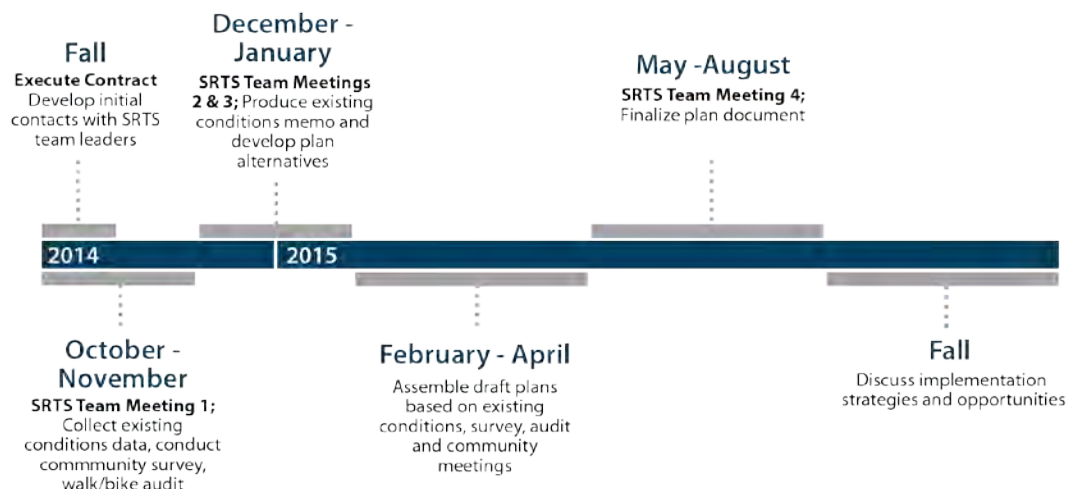 Fall
Execute Contract
Develop initial
contacts with SRTS
team leaders
December -
January
SRTS Team Meetings
2 & 3; Produce existing
conditions memo and
develop plan
alternatives
May -August
SRTS Team Meeting 4;
Finalize plan document
2014
2015
October -
November
SRTS Team Meeting 1;
Collect existing
conditions data, conduct
commmunity survey,
walk/bike audit
February - April
Assemble draft plans
based on existing
conditions, survey, audit
and community
meetings
Fall
Discuss implementation
strategies and opportunities